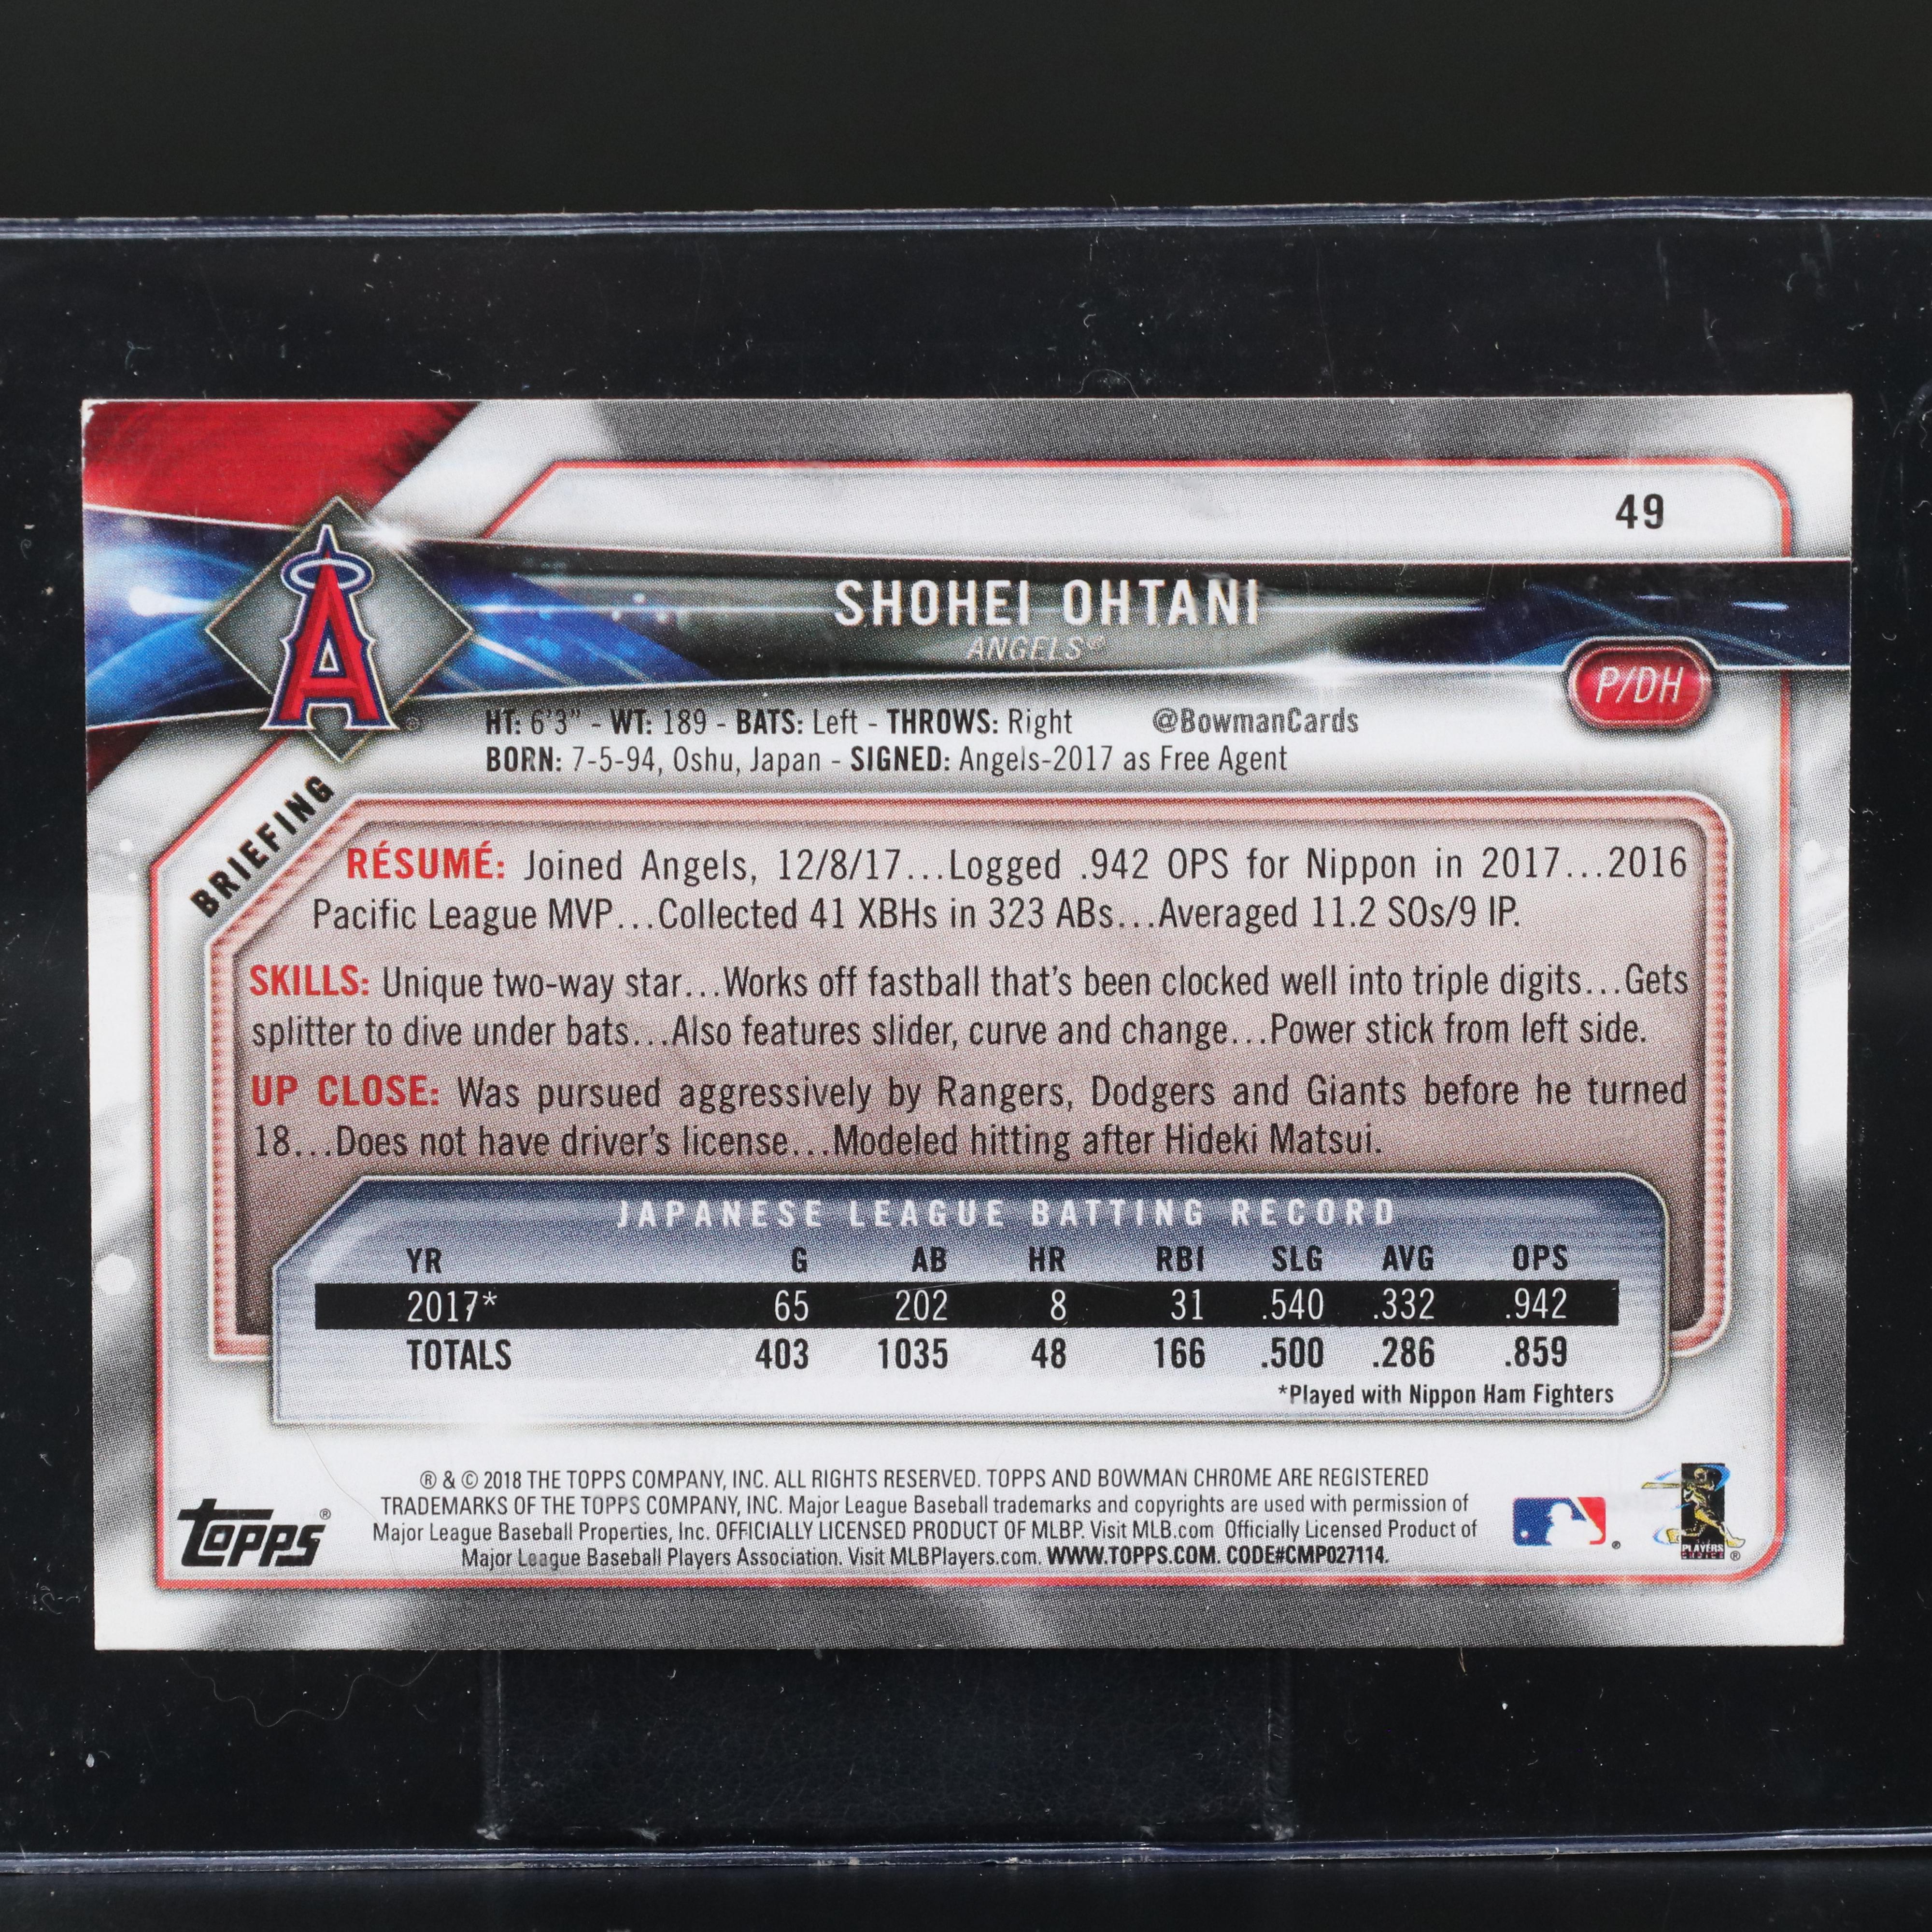 49
SHOHEI OHTANI
ANGELS®
P/DH
A®
HT: 6'3" - WT: 189 - BATS: Left - THROWS: Right @BowmanCards
BORN: 7-5-94, Oshu, Japan - SIGNED: Angels-2017 as Free Agent
BRIEFING
RÉSUMÉ: Joined Angels, 12/8/17...Logged .942 OPS for Nippon in 2017...2016
Pacific League MVP...Collected 41 XBHs in 323 ABs...Averaged 11.2 SOs/9 IP.
SKILLS: Unique two-way star...Works off fastball that's been clocked well into triple digits...Gets
splitter to dive under bats...Also features slider, curve and change...Power stick from left side.
UP CLOSE: Was pursued aggressively by Rangers, Dodgers and Giants before he turned
18...Does not have driver's license...Modeled hitting after Hideki Matsui.
JAPANESE LEAGUE BATTING RECORD
YR G AB HR RBI SLG AVG OPS
2017* 65 202 8 31 .540 .332 .942
TOTALS 403 1035 48 166 .500 .286 .859
*Played with Nippon Ham Fighters
® & © 2018 THE TOPPS COMPANY, INC. ALL RIGHTS RESERVED. TOPPS AND BOWMAN CHROME ARE REGISTERED
TRADEMARKS OF THE TOPPS COMPANY, INC. Major League Baseball trademarks and copyrights are used with permission of
Major League Baseball Properties, Inc. OFFICIALLY LICENSED PRODUCT OF MLBP. Visit MLB.com Officially Licensed Product of
Major League Baseball Players Association. Visit MLBPlayers.com. WWW.TOPPS.COM. CODE#CMP027114.
TOPPS®
PLAYERS
CHOICE®